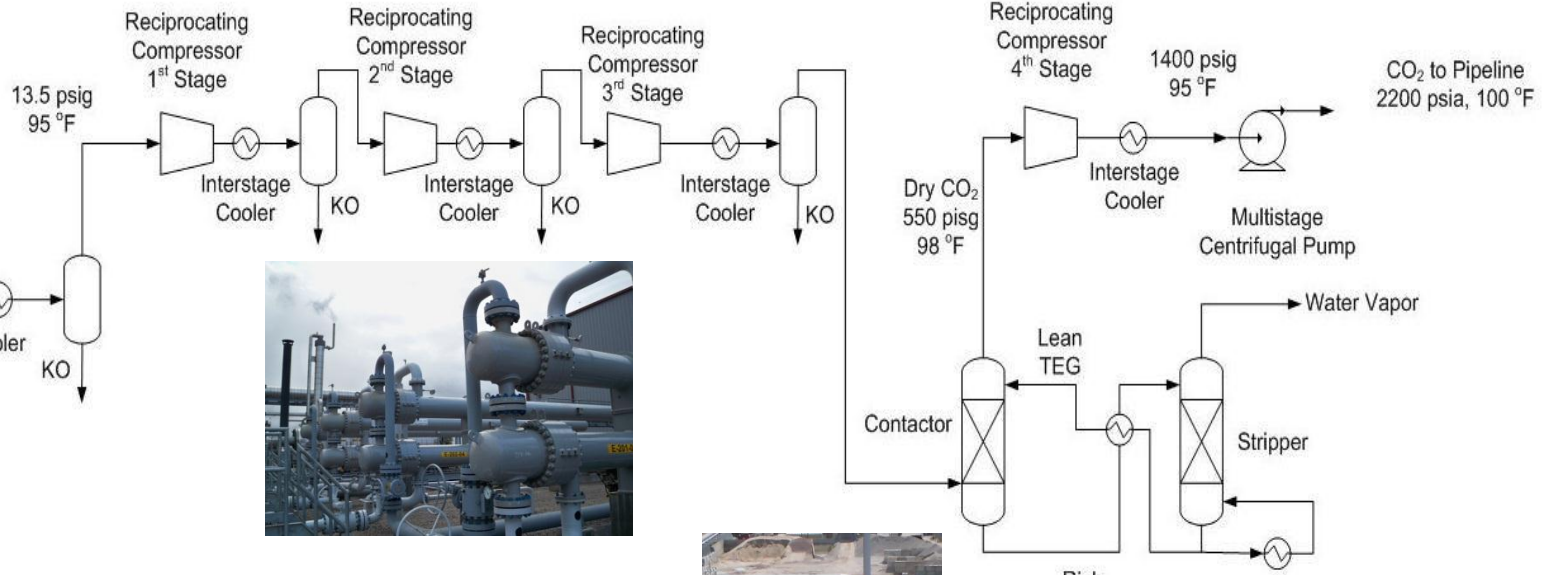 Reciprocating
Compressor
1st Stage
Reciprocating
Compressor
2nd Stage
Reciprocating
Compressor
3rd Stage
Reciprocating
Compressor
4th Stage
13.5 psig
95 °F
1400 psig
95 °F
CO₂ to Pipeline
2200 psia, 100 °F
Interstage
Cooler
KO
Interstage
Cooler
KO
Interstage
Cooler
KO
Interstage
Cooler
Dry CO₂
550 pisg
98 °F
Multistage
Centrifugal Pump
Water Vapor
KO
Lean
TEG
Contactor
Stripper